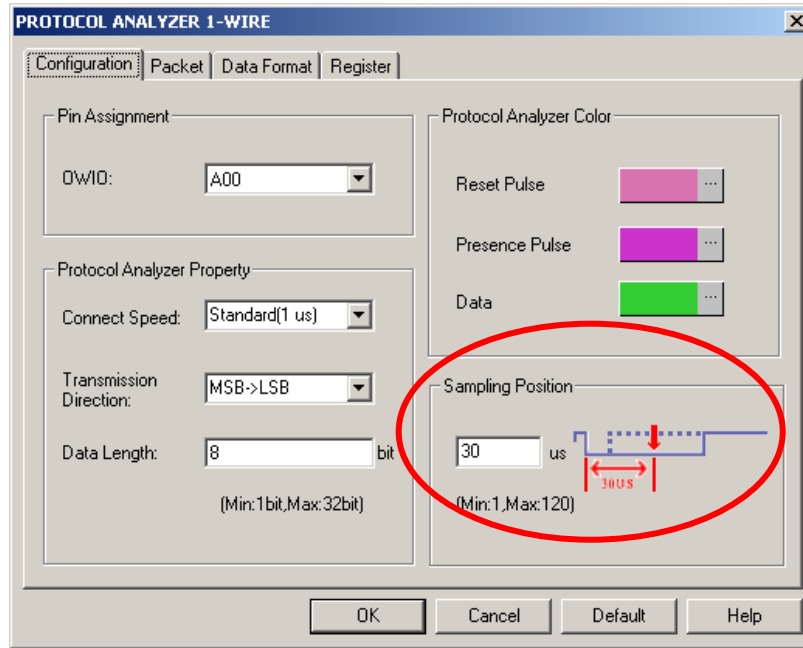 PROTOCOL ANALYZER 1-WIRE
Configuration Packet Data Format Register
Pin Assignment
OWIO: A00
Protocol Analyzer Property
Connect Speed: Standard(1 us)
Transmission
Direction: MSB->LSB
Data Length: 8 bit
(Min:1bit,Max:32bit)
Protocol Analyzer Color
Reset Pulse ...
Presence Pulse ...
Data ...
Sampling Position
30 us
30US
(Min:1,Max:120)
OK Cancel Default Help